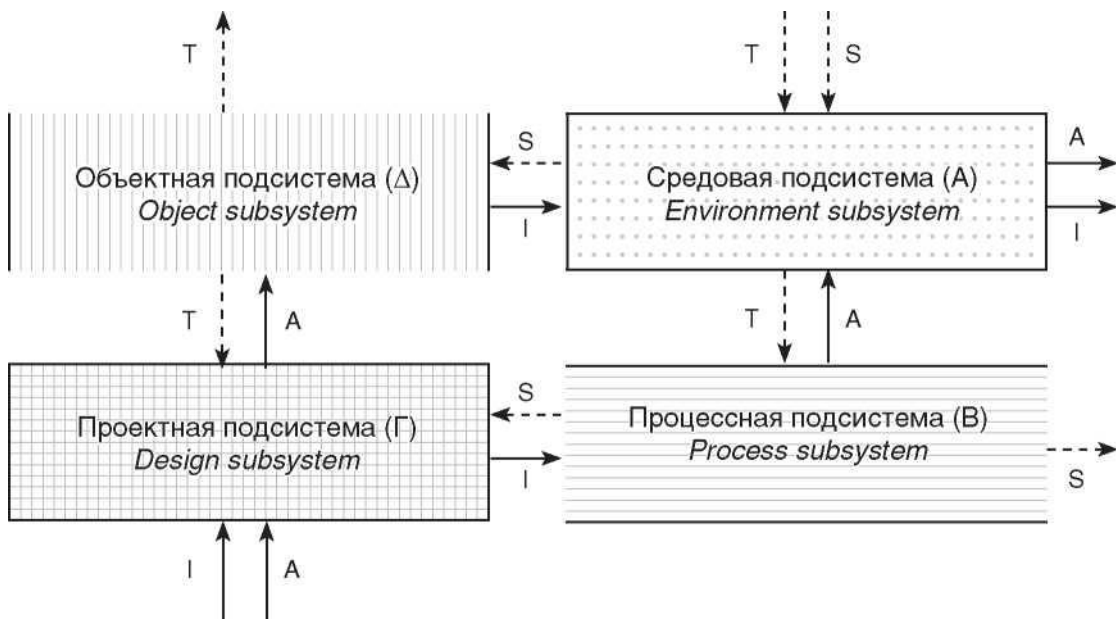 T
T
S
Объектная подсистема (Δ)
Object subsystem
S
I
Средовая подсистема (А)
Environment subsystem
A
I
T
A
T
A
Проектная подсистема (Г)
Design subsystem
S
I
Процессная подсистема (В)
Process subsystem
S
I
A